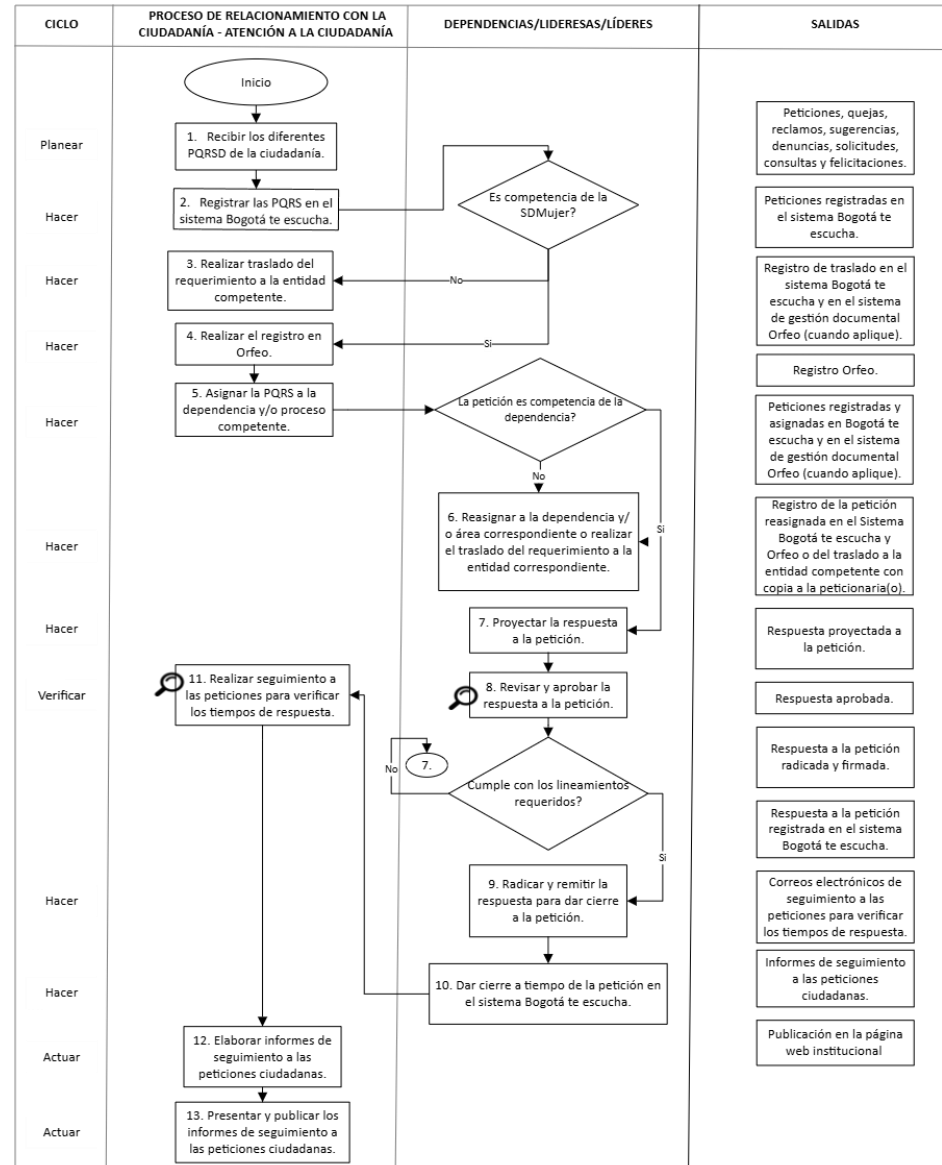 CICLO
PROCESO DE RELACIONAMIENTO CON LA
CIUDADANÍA - ATENCIÓN A LA CIUDADANÍA
DEPENDENCIAS/LIDERESAS/LÍDERES
SALIDAS
Inicio
Planear
1. Recibir los diferentes
PQRSD de la ciudadanía.
Peticiones, quejas,
reclamos, sugerencias,
denuncias, solicitudes,
consultas y felicitaciones.
Hacer
2. Registrar las PQRS en el
sistema Bogotá te escucha.
Es competencia de la
SDMujer?
Peticiones registradas en
el sistema Bogotá te
escucha.
Hacer
3. Realizar traslado del
requerimiento a la entidad
competente.
No
Registro de traslado en el
sistema Bogotá te
escucha y en el sistema
de gestión documental
Orfeo (cuando aplique).
Hacer
4. Realizar el registro en
Orfeo.
Si
Registro Orfeo.
Hacer
5. Asignar la PQRS a la
dependencia y/o proceso
competente.
La petición es competencia de la
dependencia?
Peticiones registradas y
asignadas en Bogotá te
escucha y en el sistema
de gestión documental
Orfeo (cuando aplique).
No
Si
Hacer
6. Reasignar a la dependencia y/
o área correspondiente o realizar
el traslado del requerimiento a la
entidad correspondiente.
Registro de la petición
reasignada en el Sistema
Bogotá te escucha y
Orfeo o del traslado a la
entidad competente con
copia a la peticionaria(o).
Hacer
7. Proyectar la respuesta
a la petición.
Respuesta proyectada a
la petición.
Verificar
11. Realizar seguimiento a
las peticiones para verificar
los tiempos de respuesta.
8. Revisar y aprobar la
respuesta a la petición.
Respuesta aprobada.
No
7.
Cumple con los lineamientos
requeridos?
Si
Respuesta a la petición
radicada y firmada.
Respuesta a la petición
registrada en el sistema
Bogotá te escucha.
Hacer
9. Radicar y remitir la
respuesta para dar cierre
a la petición.
Correos electrónicos de
seguimiento a las
peticiones para verificar
los tiempos de respuesta.
Hacer
10. Dar cierre a tiempo de la petición en
el sistema Bogotá te escucha.
Informes de seguimiento
a las peticiones
ciudadanas.
Actuar
12. Elaborar informes de
seguimiento a las
peticiones ciudadanas.
Publicación en la página
web institucional
Actuar
13. Presentar y publicar los
informes de seguimiento a
las peticiones ciudadanas.